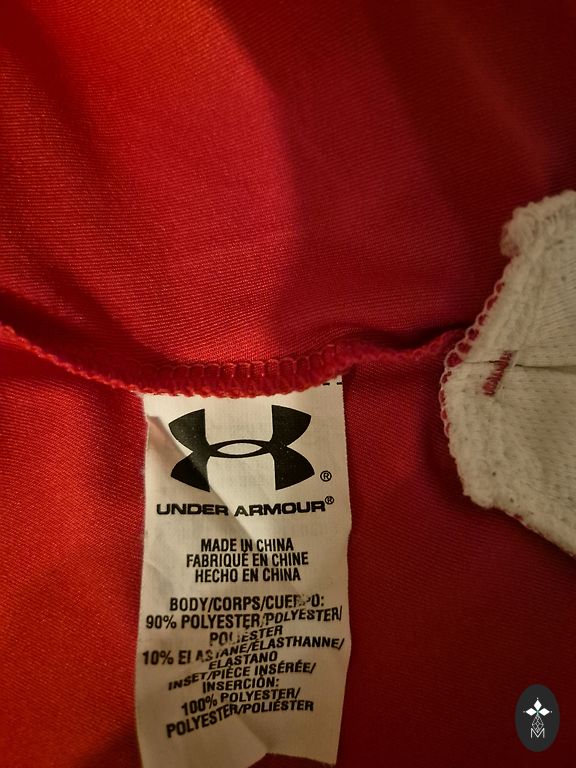 UNDER ARMOUR®
MADE IN CHINA
FABRIQUÉ EN CHINE
HECHO EN CHINA
BODY/CORPS/CUERPO:
90% POLYESTER/POLYESTER/
POLIÉSTER
10% ELASTANE/ÉLASTHANNE/
ELASTANO
INSET/PIÈCE INSÉRÉE/
INSERCIÓN:
100% POLYESTER/
POLYESTER/POLIÉSTER